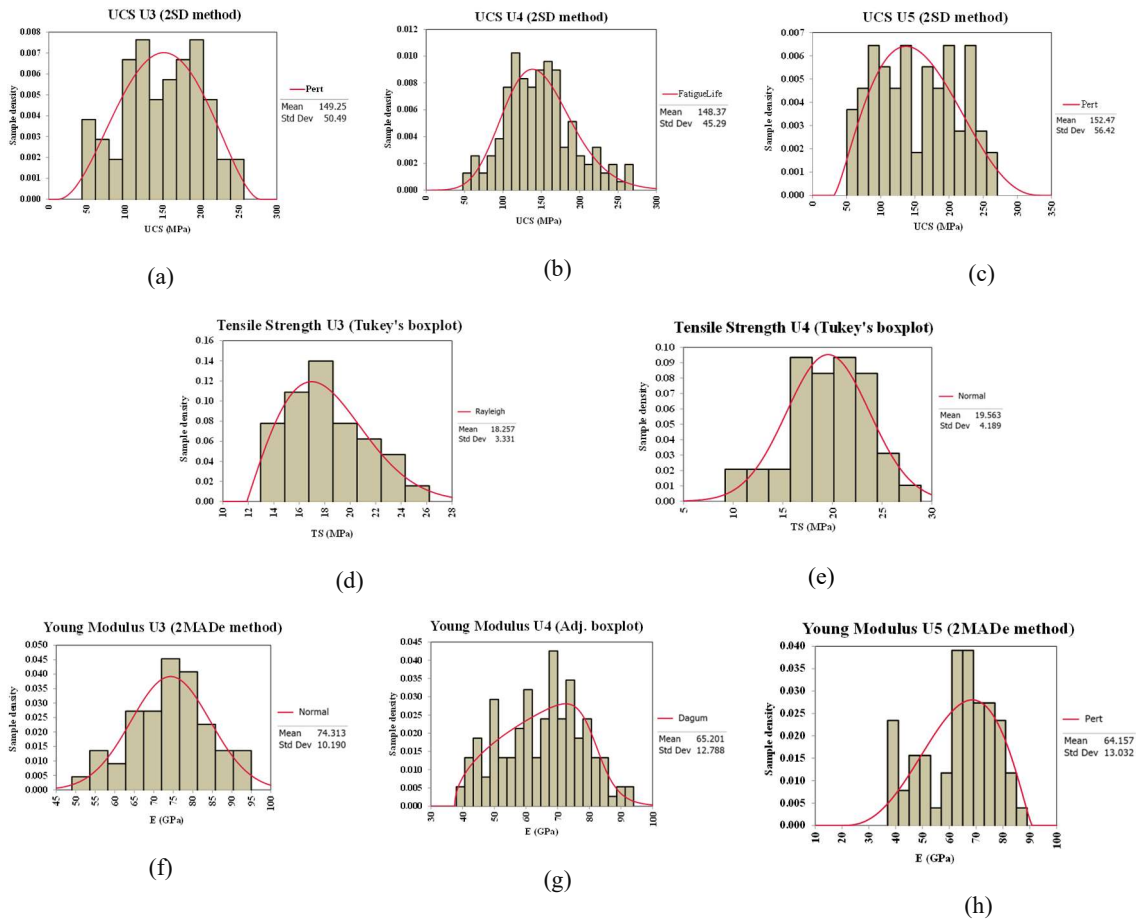 UCS U3 (2SD method)
0.008
0.007
0.006
0.005
0.004
0.003
0.002
0.001
0.000
Sample density
0
50
100
150
200
250
300
UCS (MPa)
Pert
Mean 149.25
Std Dev 50.49
(a)
UCS U4 (2SD method)
0.012
0.010
0.008
0.006
0.004
0.002
0.000
Sample density
0
50
100
150
200
250
300
UCS (MPa)
FatigueLife
Mean 148.37
Std Dev 45.29
(b)
UCS U5 (2SD method)
0.007
0.006
0.005
0.004
0.003
0.002
0.001
0.000
Sample density
0
50
100
150
200
250
300
350
UCS (MPa)
Pert
Mean 152.47
Std Dev 56.42
(c)
Tensile Strength U3 (Tukey's boxplot)
0.16
0.14
0.12
0.10
0.08
0.06
0.04
0.02
0.00
Sample density
10
12
14
16
18
20
22
24
26
28
TS (MPa)
Rayleigh
Mean 18.257
Std Dev 3.331
(d)
Tensile Strength U4 (Tukey's boxplot)
0.10
0.09
0.08
0.07
0.06
0.05
0.04
0.03
0.02
0.01
0.00
Sample density
5
10
15
20
25
30
TS (MPa)
Normal
Mean 19.563
Std Dev 4.189
(e)
Young Modulus U3 (2MADe method)
0.050
0.045
0.040
0.035
0.030
0.025
0.020
0.015
0.010
0.005
0.000
Sample density
45
50
55
60
65
70
75
80
85
90
95
100
E (GPa)
Normal
Mean 74.313
Std Dev 10.190
(f)
Young Modulus U4 (Adj. boxplot)
0.045
0.040
0.035
0.030
0.025
0.020
0.015
0.010
0.005
0.000
Sample density
30
40
50
60
70
80
90
100
E (GPa)
Dagum
Mean 65.201
Std Dev 12.788
(g)
Young Modulus U5 (2MADe method)
0.040
0.035
0.030
0.025
0.020
0.015
0.010
0.005
0.000
Sample density
10
20
30
40
50
60
70
80
90
100
E (GPa)
Pert
Mean 64.157
Std Dev 13.032
(h)